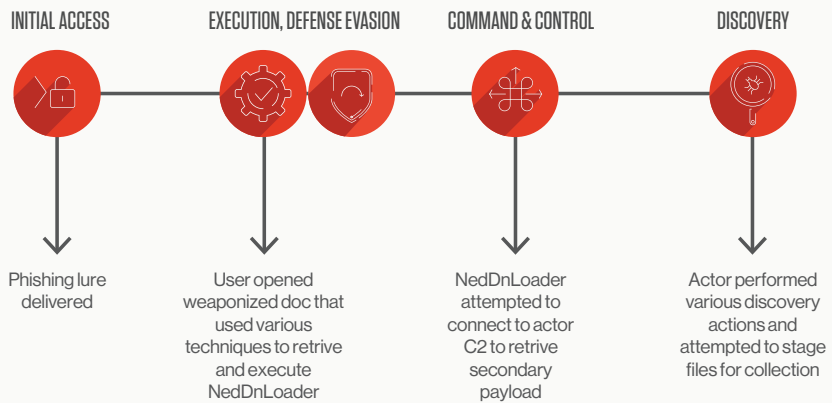 INITIAL ACCESS
EXECUTION, DEFENSE EVASION
COMMAND & CONTROL
DISCOVERY
Phishing lure
delivered
User opened
weaponized doc that
used various
techniques to retrive
and execute
NedDnLoader
NedDnLoader
attempted to
connect to actor
C2 to retrive
secondary
payload
Actor performed
various discovery
actions and
attempted to stage
files for collection